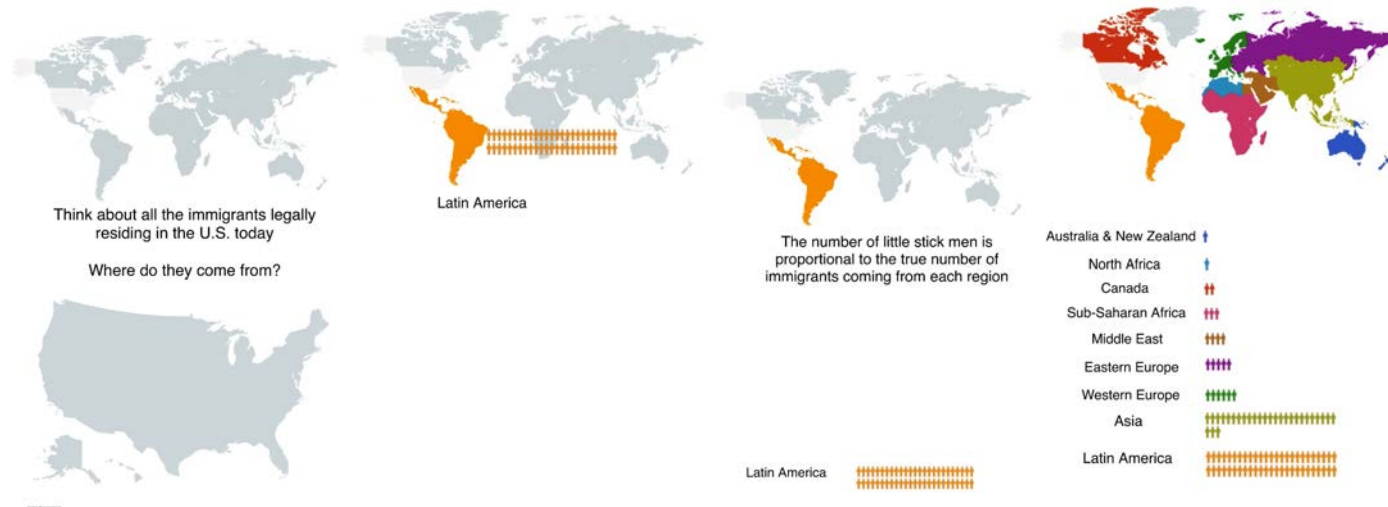 Think about all the immigrants legally
residing in the U.S. today
Where do they come from?
Latin America
The number of little stick men is
proportional to the true number of
immigrants coming from each region
Latin America
Australia & New Zealand
North Africa
Canada
Sub-Saharan Africa
Middle East
Eastern Europe
Western Europe
Asia
Latin America